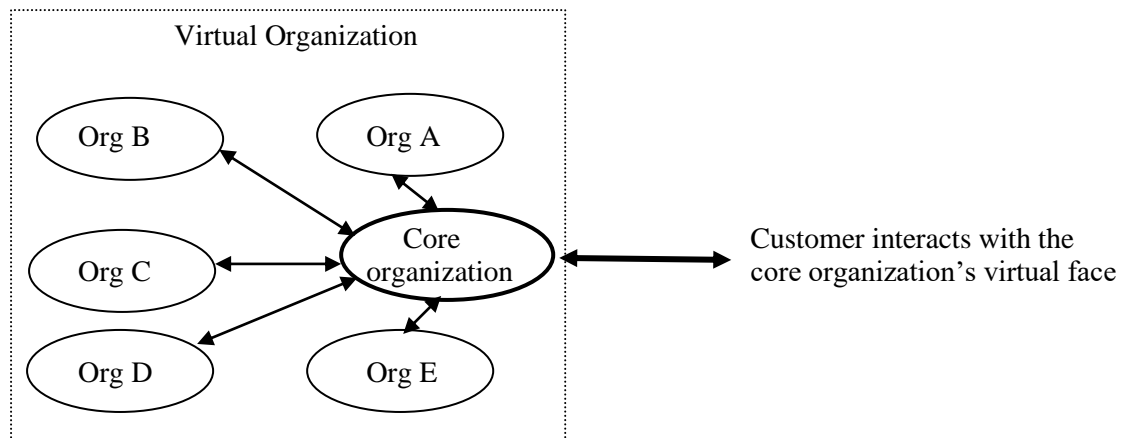 Virtual Organization
Org B
Org A
Core
organization
Org C
Org D
Org E
Customer interacts with the
core organization’s virtual face